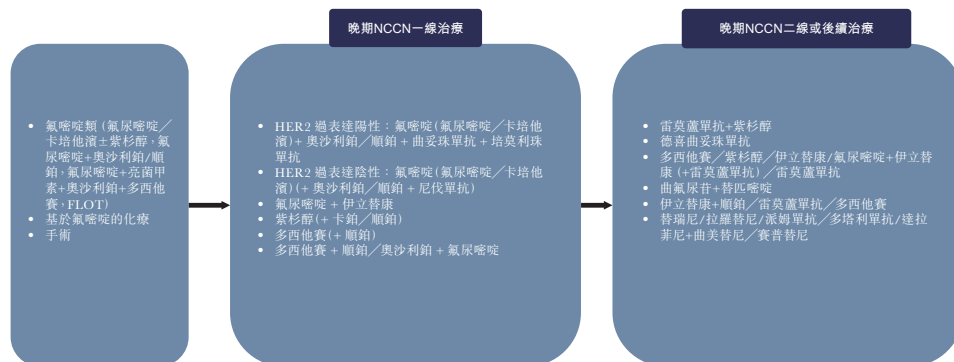 晚期NCCN一線治療
晚期NCCN二線或後續治療
• 氟嘧啶類 (氟尿嘧啶╱
卡培他濱±紫杉醇，氟
尿嘧啶+奧沙利鉑/順
鉑，氟尿嘧啶+亮菌甲
素+奧沙利鉑+多西他
賽，FLOT)
• 基於氟嘧啶的化療
• 手術
• HER2 過表達陽性：氟嘧啶(氟尿嘧啶╱卡培他
濱)+ 奧沙利鉑╱順鉑 + 曲妥珠單抗 + 培莫利珠
單抗
• HER2 過表達陰性：氟嘧啶(氟尿嘧啶╱卡培他
濱)(+ 奧沙利鉑╱順鉑 + 尼伐單抗)
• 氟尿嘧啶 + 伊立替康
• 紫杉醇(+ 卡鉑╱順鉑)
• 多西他賽(+ 順鉑)
• 多西他賽 + 順鉑╱奧沙利鉑 + 氟嘧啶
• 雷莫蘆單抗+紫杉醇
• 德喜曲妥珠單抗
• 多西他賽╱紫杉醇╱伊立替康/氟尿嘧啶+伊立替
康 (+雷莫蘆單抗)╱雷莫蘆單抗
• 曲氟尿苷+替匹嘧啶
• 伊立替康+順鉑╱雷莫蘆單抗╱多西他賽
• 替瑞尼/拉羅替尼/派姆單抗╱多塔利單抗/達拉
菲尼+曲美替尼╱賽普替尼